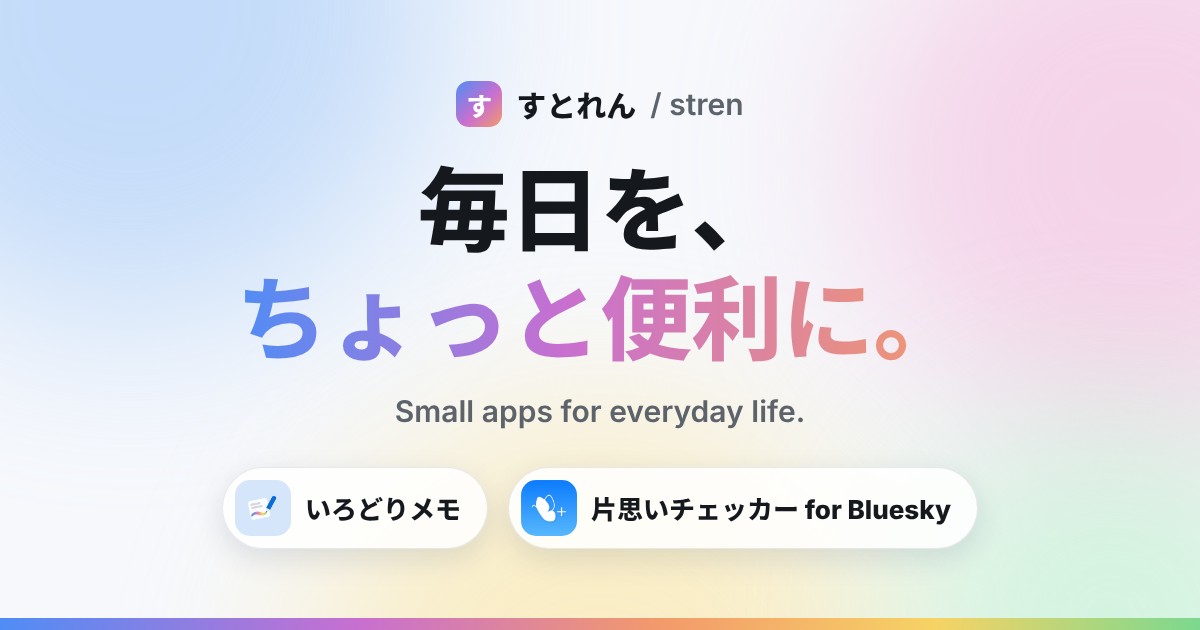 す すとれん / stren
毎日を、
ちょっと便利に。
Small apps for everyday life.
いろどりメモ 片思いチェッカー for Bluesky